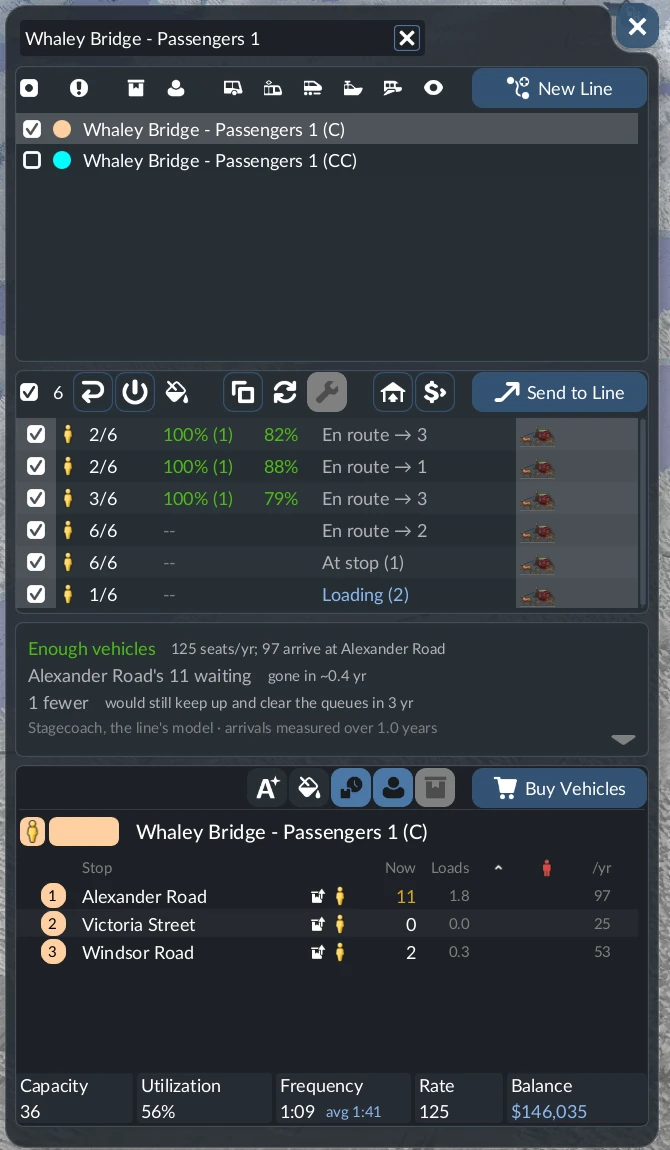 Whaley Bridge - Passengers 1
New Line
Whaley Bridge - Passengers 1 (C)
Whaley Bridge - Passengers 1 (CC)
6
Send to Line
2/6 100% (1) 82% En route → 3
2/6 100% (1) 88% En route → 1
3/6 100% (1) 79% En route → 3
6/6 -- En route → 2
6/6 -- At stop (1)
1/6 -- Loading (2)
Enough vehicles 125 seats/yr; 97 arrive at Alexander Road
Alexander Road's 11 waiting gone in ~0.4 yr
1 fewer would still keep up and clear the queues in 3 yr
Stagecoach, the line's model · arrivals measured over 1.0 years
A+ Buy Vehicles
Whaley Bridge - Passengers 1 (C)
Stop Now Loads /yr
1 Alexander Road 11 1.8 97
2 Victoria Street 0 0.0 25
3 Windsor Road 2 0.3 53
Capacity Utilization Frequency Rate Balance
36 56% 1:09 avg 1:41 125 $146,035